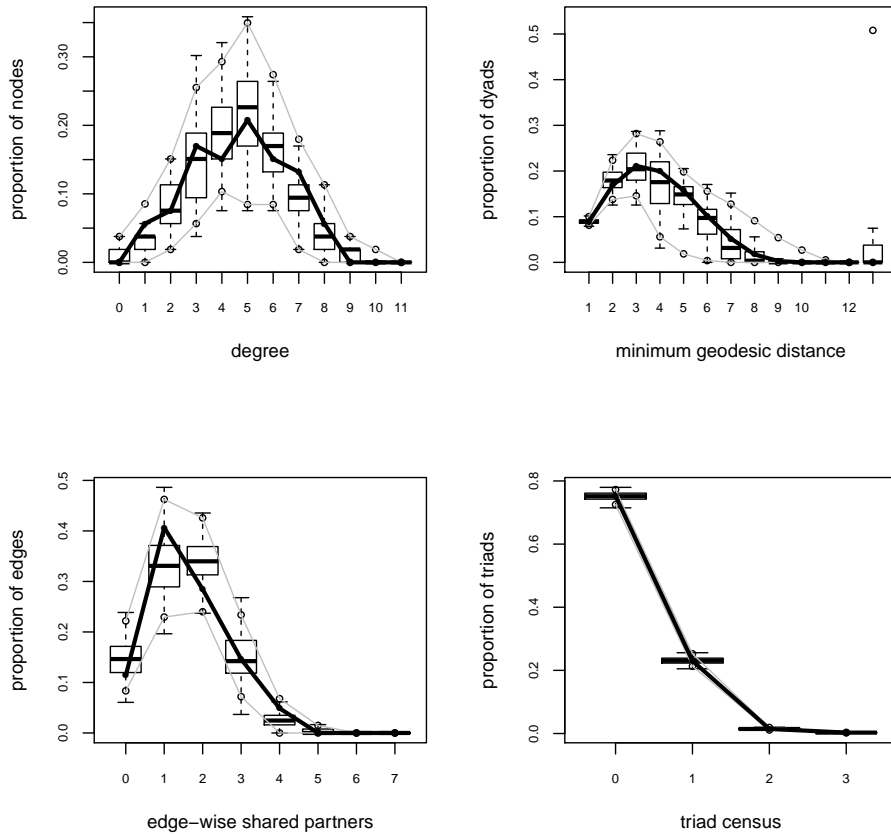 proportion of nodes
0.00 0.10 0.20 0.30
0 1 2 3 4 5 6 7 8 9 10 11
degree
proportion of dyads
0.0 0.1 0.2 0.3 0.4 0.5
1 2 3 4 5 6 7 8 9 10 12
minimum geodesic distance
proportion of edges
0.0 0.1 0.2 0.3 0.4 0.5
0 1 2 3 4 5 6 7
edge−wise shared partners
proportion of triads
0.0 0.2 0.4 0.6 0.8
0 1 2 3
triad census